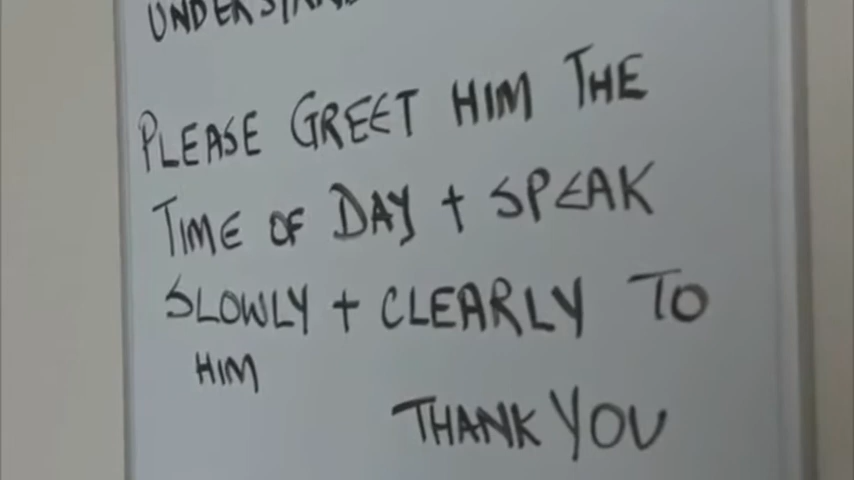 PLEASE GREET HIM THE
TIME OF DAY + SPEAK
SLOWLY + CLEARLY TO
HIM
THANK YOU